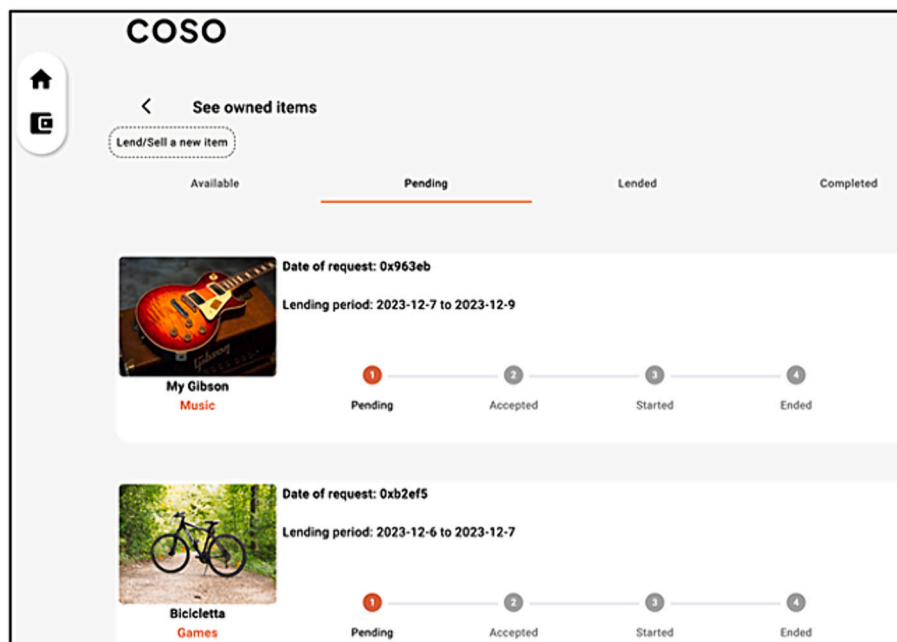 COSO
See owned items
Lend/Sell a new item
Available Pending Lended Completed
Date of request: 0x963eb
Lending period: 2023-12-7 to 2023-12-9
Gibson
My Gibson
Music
1 2 3 4
Pending Accepted Started Ended
Date of request: 0xb2ef5
Lending period: 2023-12-6 to 2023-12-7
Bicicletta
Games
1 2 3 4
Pending Accepted Started Ended